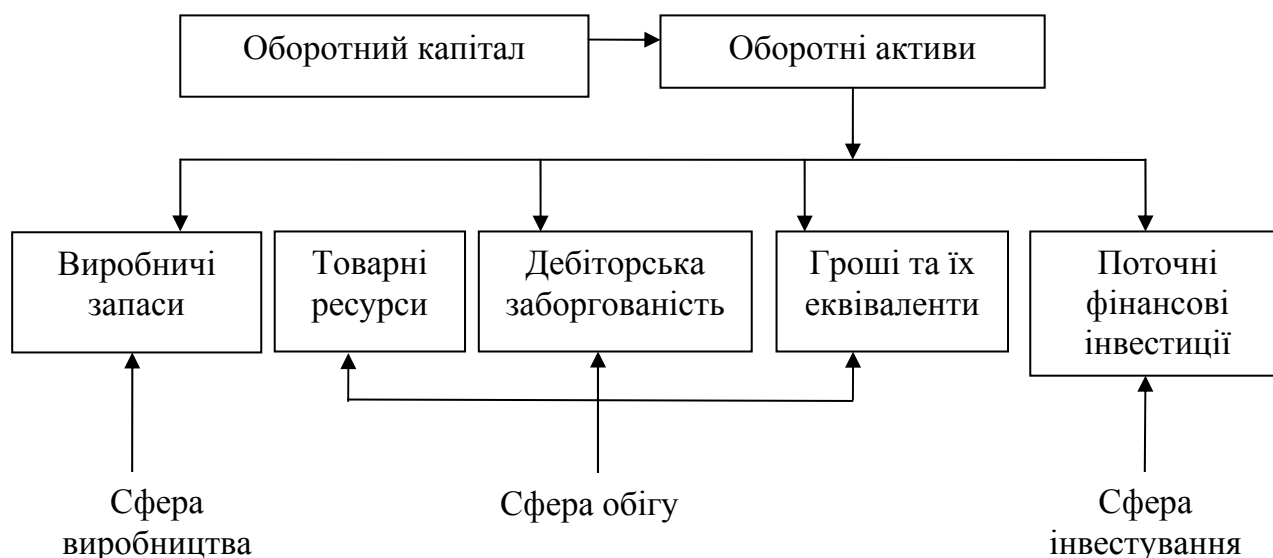 Оборотний капітал
Оборотні активи
Виробничі
запаси
Товарні
ресурси
Дебіторська
заборгованість
Гроші та їх
еквіваленти
Поточні
фінансові
інвестиції
Сфера
виробництва
Сфера обігу
Сфера
інвестування